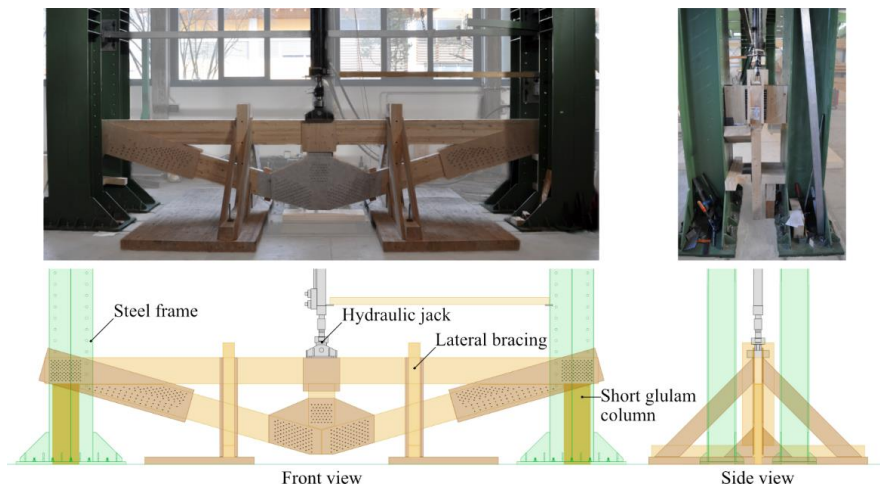 Steel frame
Hydraulic jack
Lateral bracing
Short glulam
column
Front view
Side view